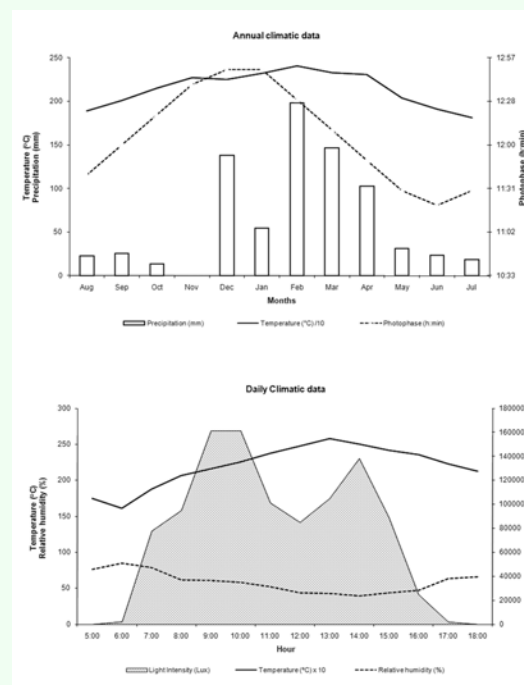 Annual climatic data
250
200
150
100
50
0
Temperature (°C)
Precipitation (mm)
12:57
12:28
12:00
11:31
11:02
10:33
Photophase (h:min)
Aug Sep Oct Nov Dec Jan Feb Mar Apr May Jun Jul
Months
Precipitation (mm) Temperature (°C) /10 Photophase (h:min)
Daily Climatic data
300
250
200
150
100
50
0
Temperature (°C)
Relative humidity (%)
180000
160000
140000
120000
100000
80000
60000
40000
20000
0
5:00 6:00 7:00 8:00 9:00 10:00 11:00 12:00 13:00 14:00 15:00 16:00 17:00 18:00
Hour
Light Intensity (Lux) Temperature (°C) x 10 Relative humidity (%)